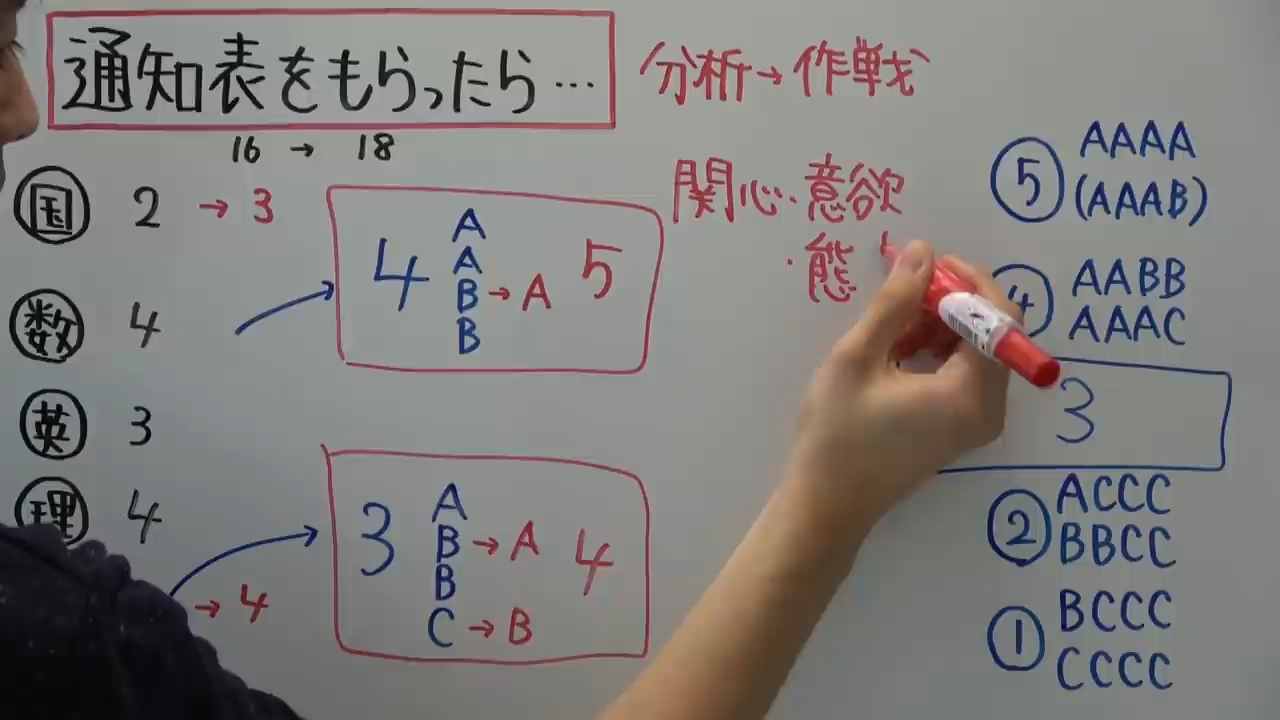 通知表をもらったら…
分析→作戦
16 → 18
国 2 → 3
数 4
英 3
理 4
→ 4
4 A
A
B → A 5
B
3 A
B → A 4
B
C → B
関心・意欲
・態
⑤ AAAA
(AAAB)
④ AABB
AAAC
3
② ACCC
BBCC
① BCCC
CCCC